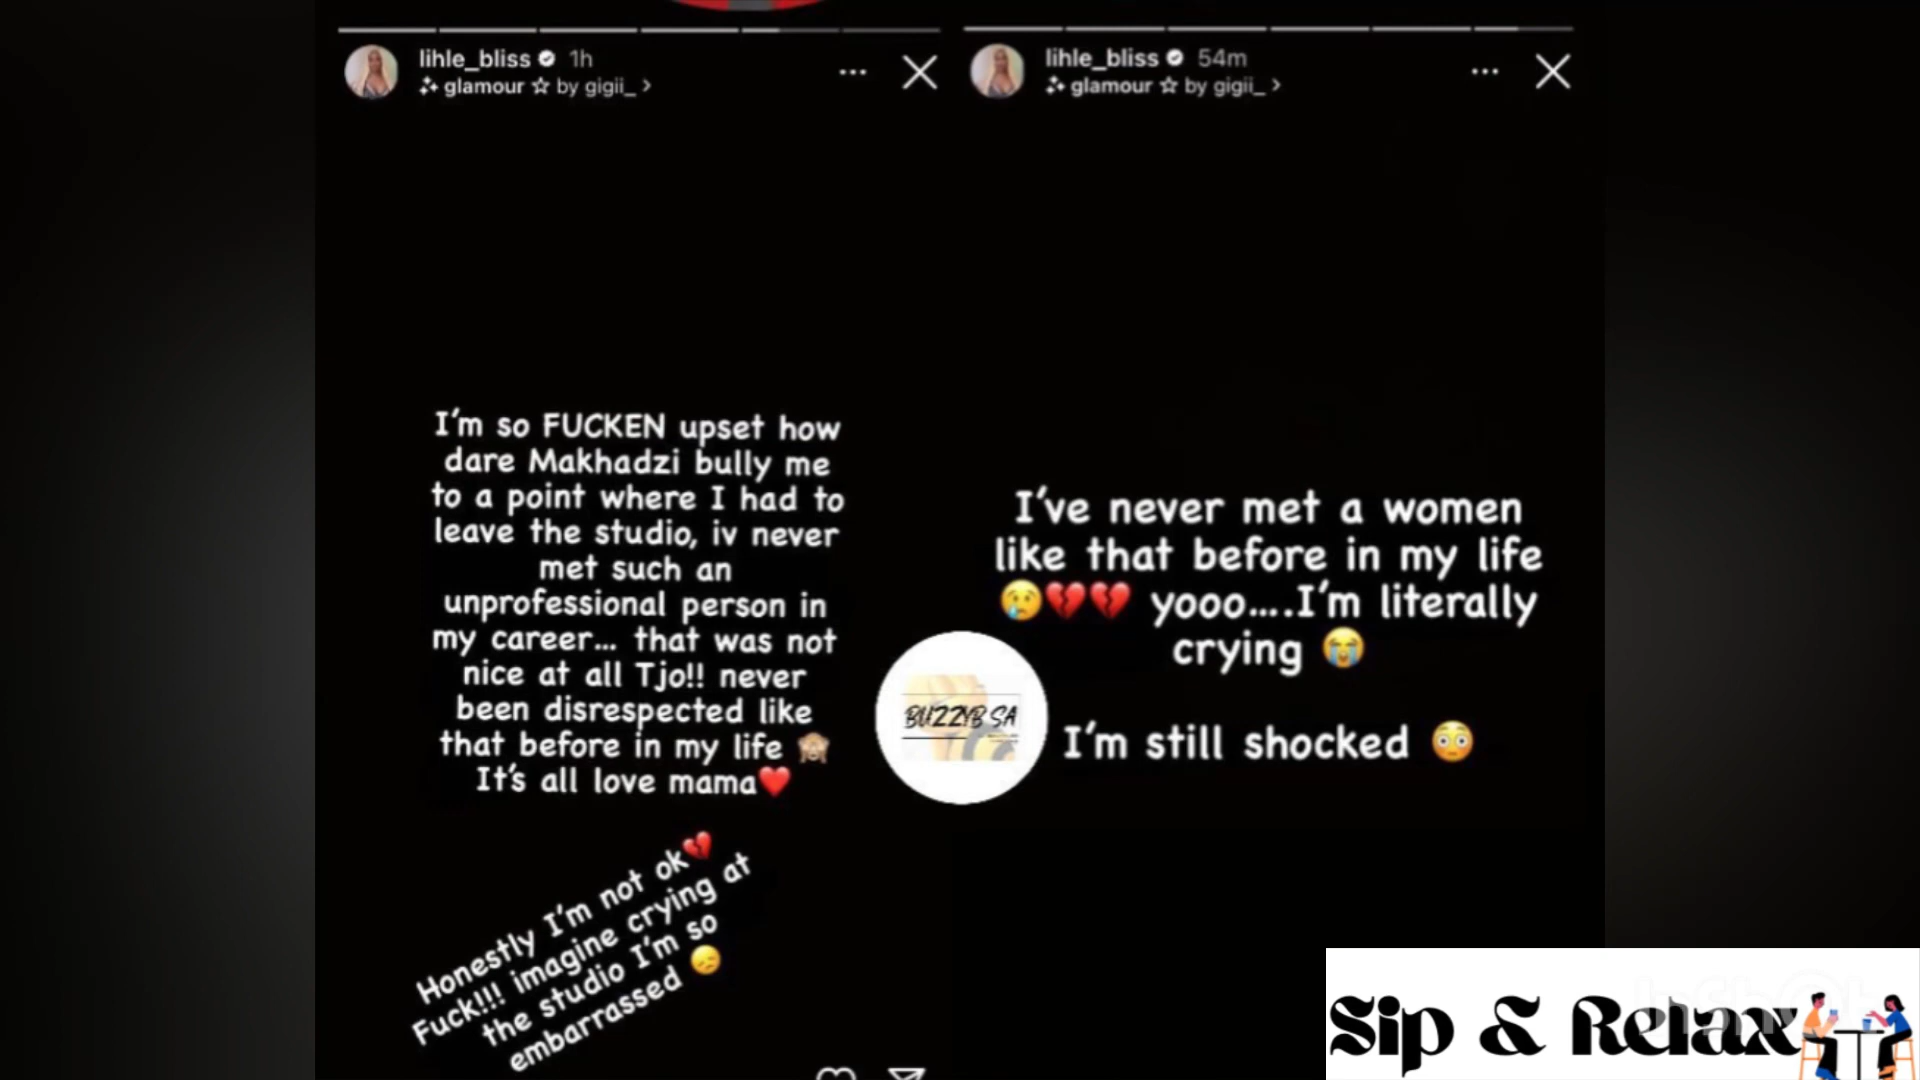 lihle_bliss 1h
glamour ☆ by gigii_ >
I'm so FUCKEN upset how
dare Makhadzi bully me
to a point where I had to
leave the studio, iv never
met such an
unprofessional person in
my career... that was not
nice at all Tjo!! never
been disrespected like
that before in my life 🙈
It's all love mama❤️
Honestly I'm not ok💔
Fuck!!! imagine crying at
the studio I'm so
embarrassed 😞
lihle_bliss 54m
glamour ☆ by gigii_ >
I've never met a women
like that before in my life
😢💔💔 yooo....I'm literally
crying 😭
I'm still shocked 😳
BUZZYB SA
InShot
Sip & Relax